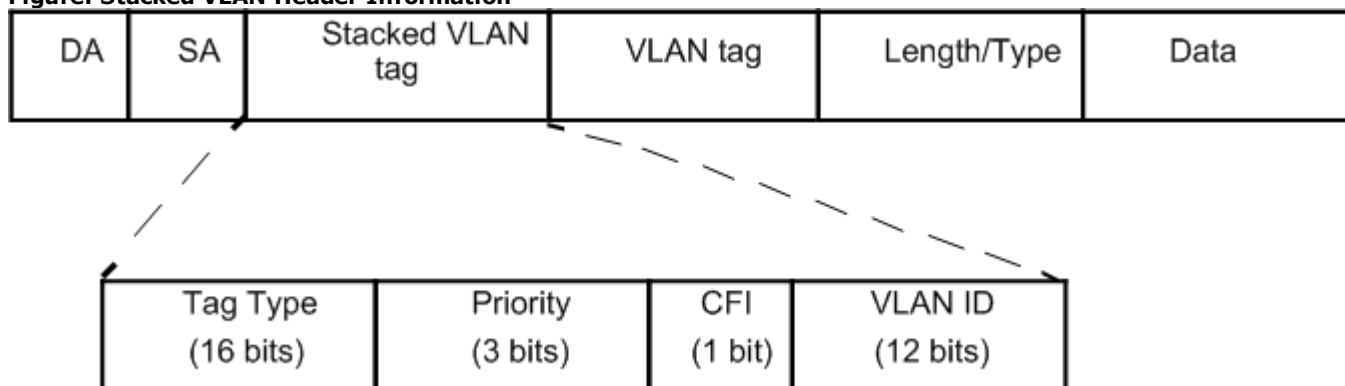 Figure: Stacked VLAN Header Information
DA
SA
Stacked VLAN
tag
VLAN tag
Length/Type
Data
Tag Type
(16 bits)
Priority
(3 bits)
CFI
(1 bit)
VLAN ID
(12 bits)